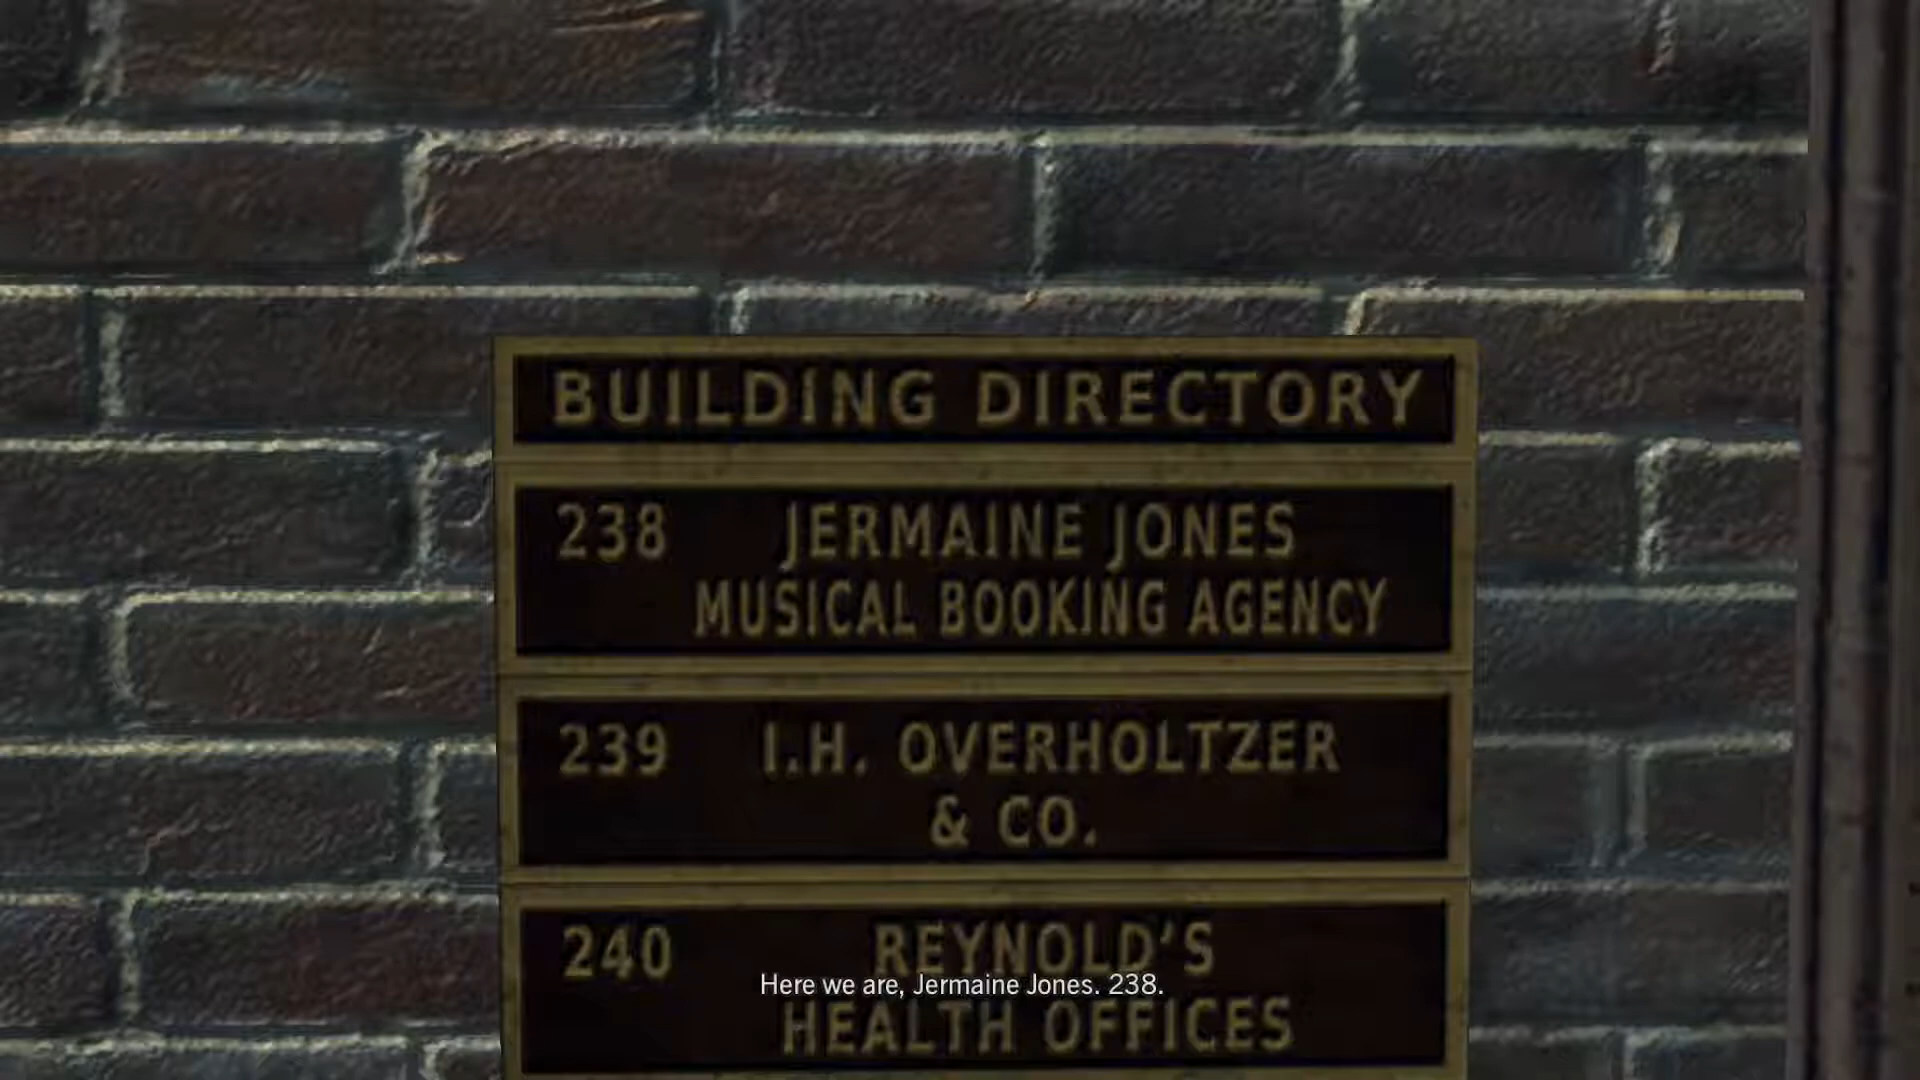 BUILDING DIRECTORY
238 JERMAINE JONES
MUSICAL BOOKING AGENCY
239 I.H. OVERHOLTZER
& CO.
240 REYNOLD'S
Here we are, Jermaine Jones. 238.
HEALTH OFFICES